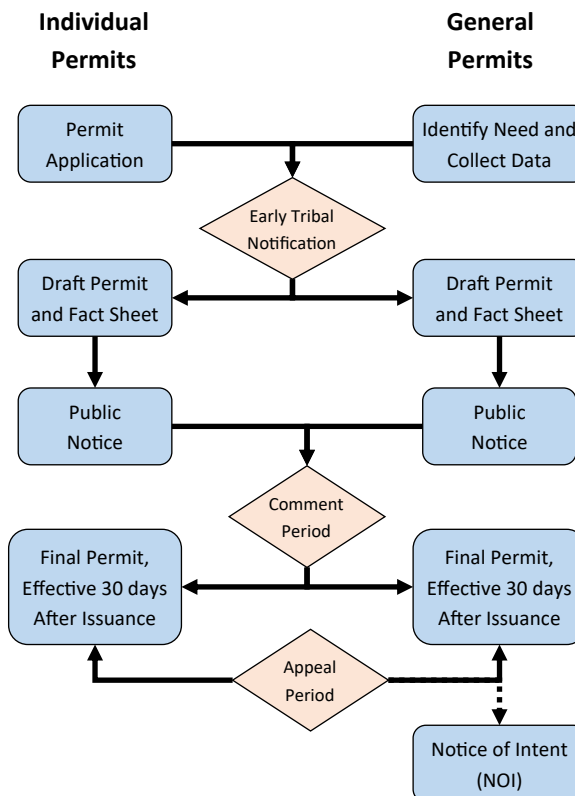 Individual
Permits
General
Permits
Permit
Application
Identify Need and
Collect Data
Early Tribal
Notification
Draft Permit
and Fact Sheet
Draft Permit
and Fact Sheet
Public
Notice
Public
Notice
Comment
Period
Final Permit,
Effective 30 days
After Issuance
Final Permit,
Effective 30 days
After Issuance
Appeal
Period
Notice of Intent
(NOI)